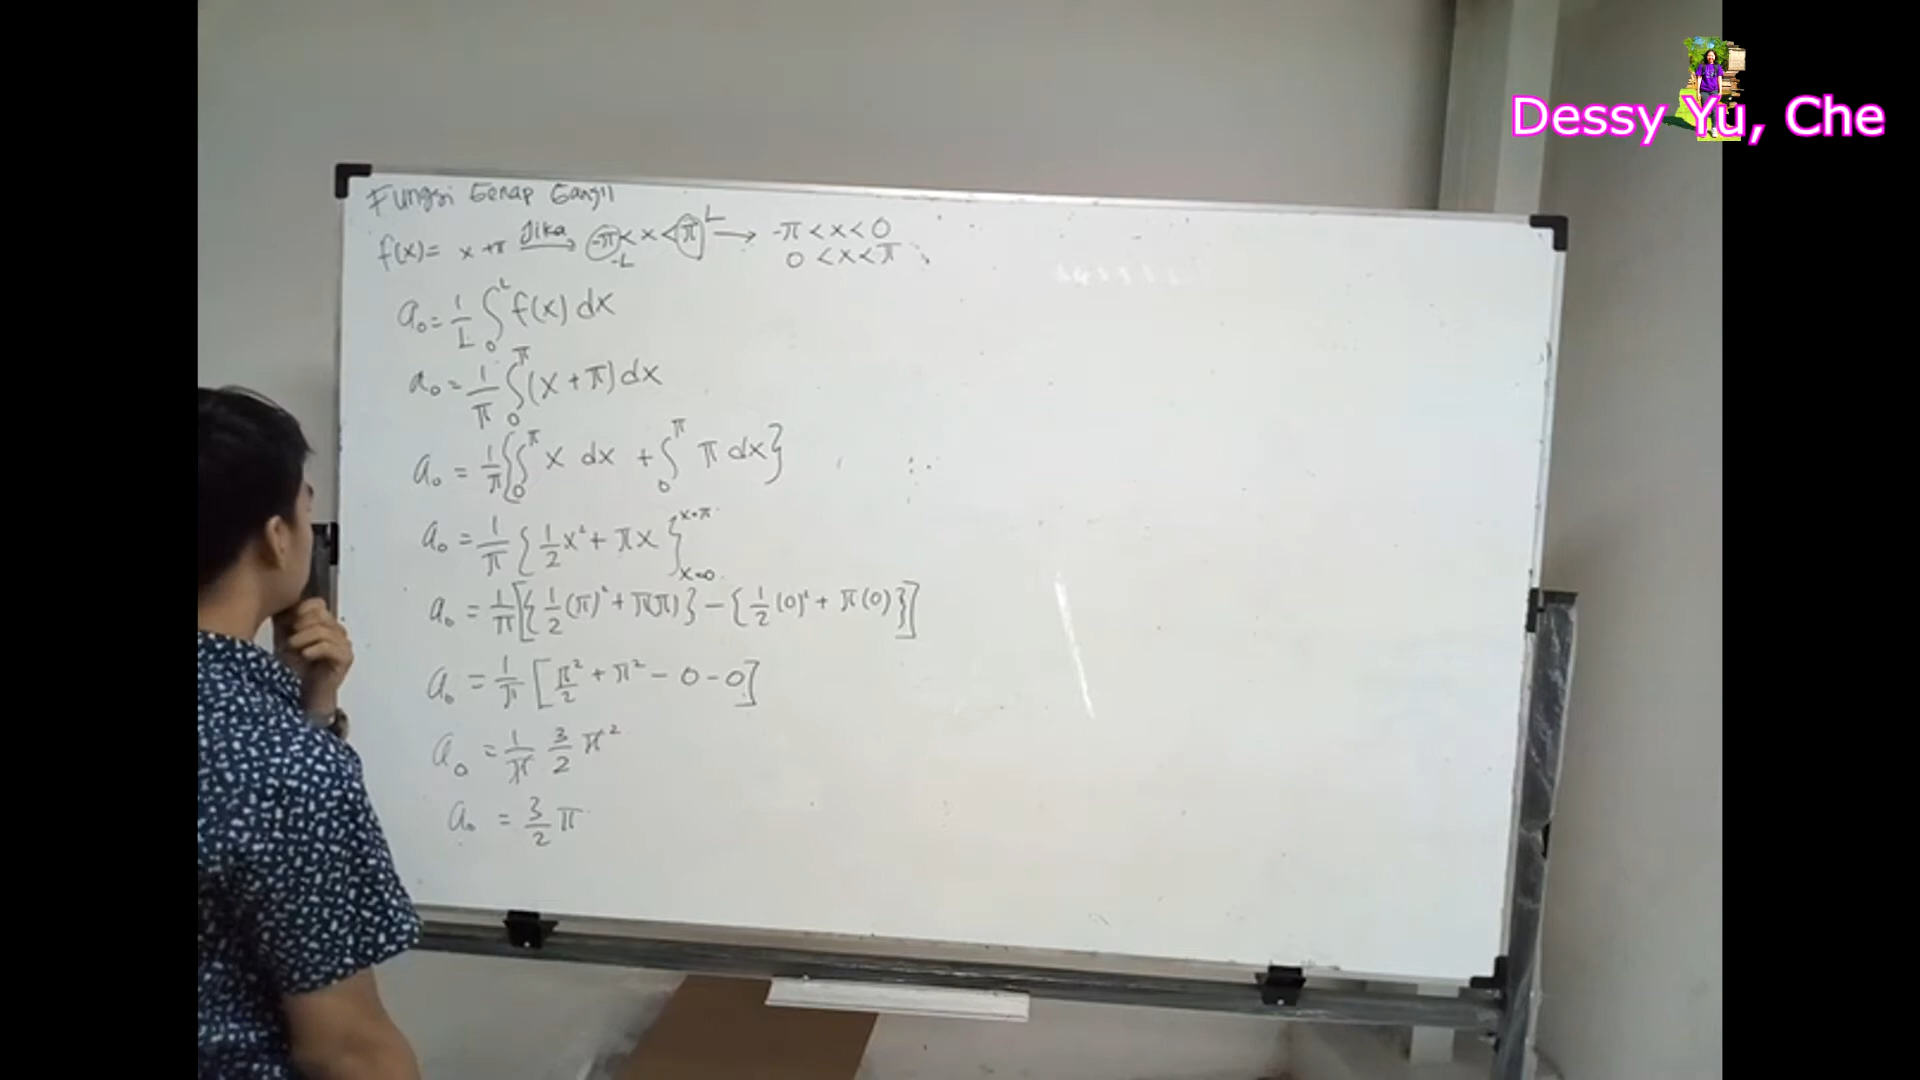 Dessy Yu, Che
Fungsi Genap Ganjil
f(x)= x+π Jika → -π < x < π L → -π < x < 0
-L 0 < x < π
a₀ = 1/L ∫₀ᴸ f(x) dx
a₀ = 1/π ∫₀^π (x + π) dx
a₀ = 1/π {∫₀^π x dx + ∫₀^π π dx}
a₀ = 1/π {1/2 x² + πx}_{x=0}^{x=π}
a₀ = 1/π [{1/2 (π)² + π(π)} - {1/2 (0)² + π(0)}]
a₀ = 1/π [π²/2 + π² - 0 - 0]
a₀ = 1/π 3/2 π²
a₀ = 3/2 π